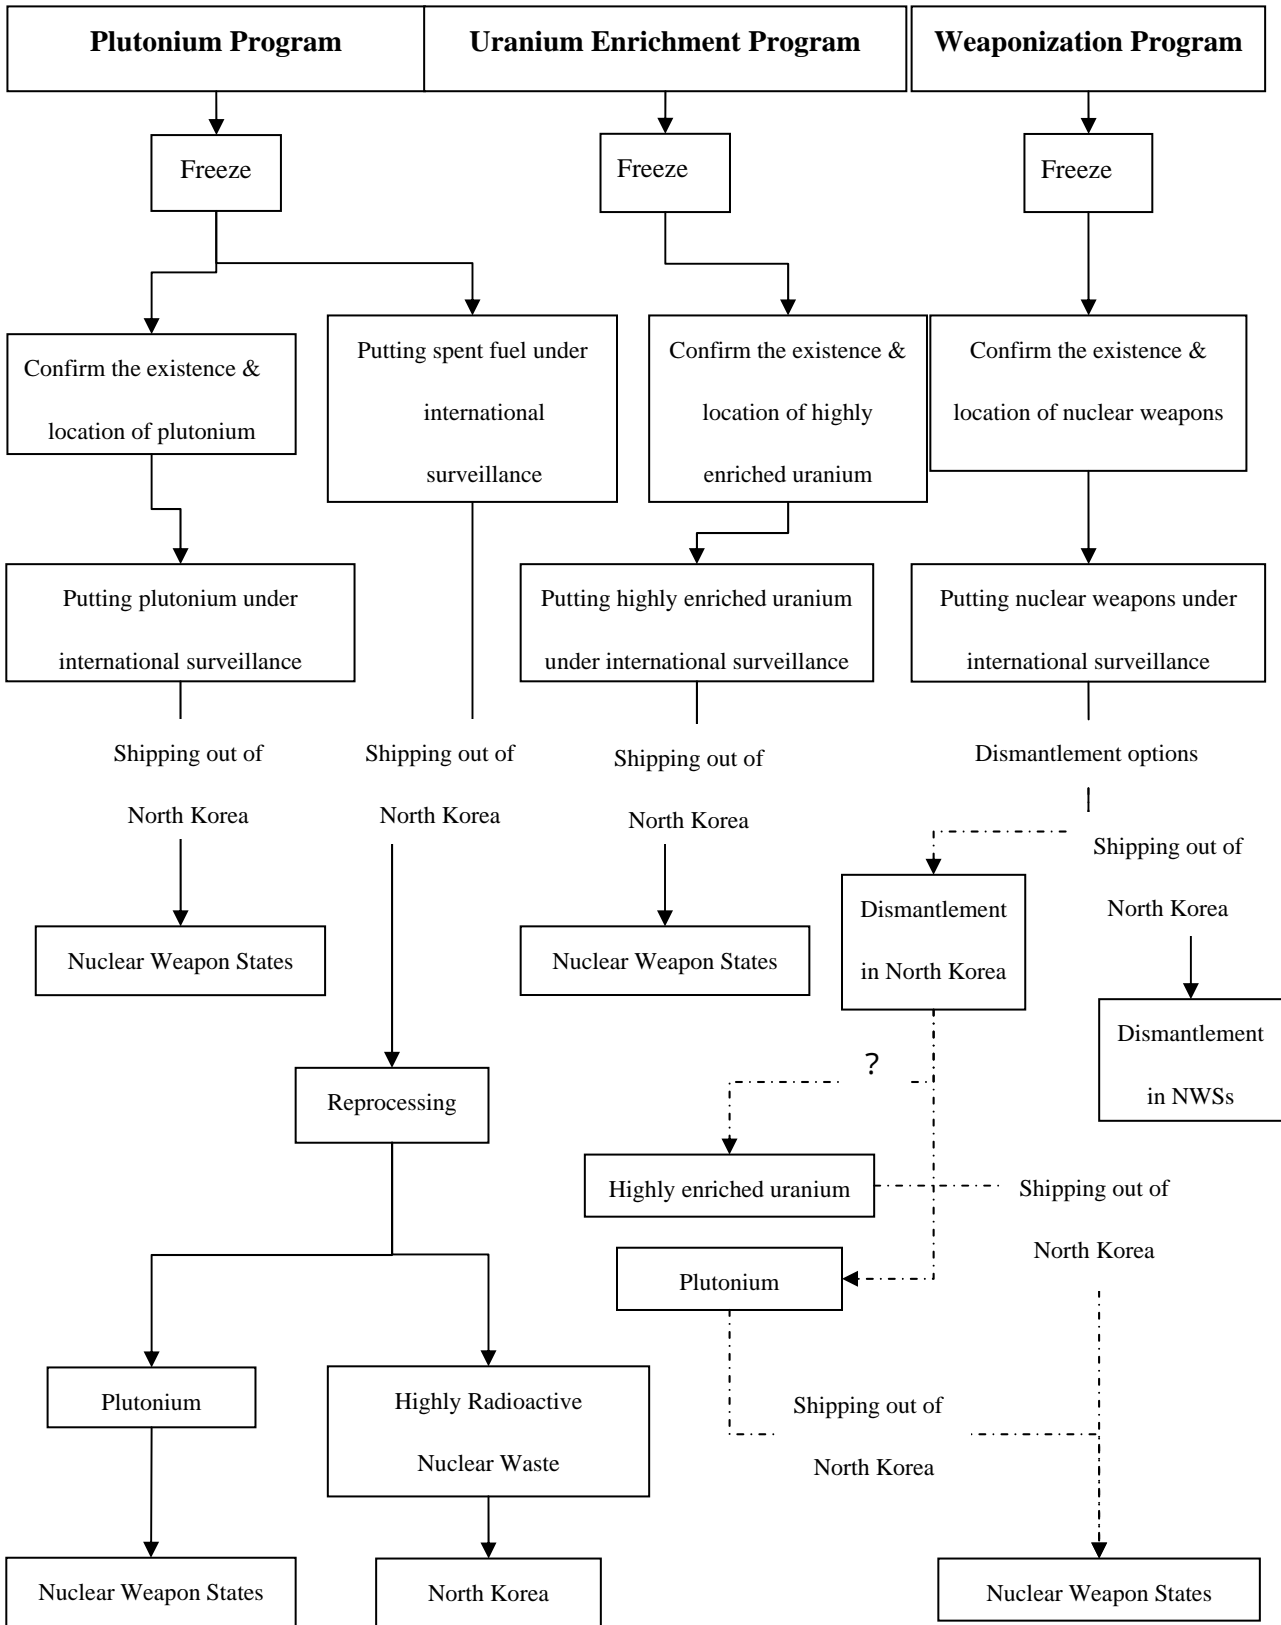 Plutonium Program
Uranium Enrichment Program
Weaponization Program
Freeze
Freeze
Freeze
Confirm the existence &
location of plutonium
Putting spent fuel under
international
surveillance
Confirm the existence &
location of highly
enriched uranium
Confirm the existence &
location of nuclear weapons
Putting plutonium under
international surveillance
Putting highly enriched uranium
under international surveillance
Putting nuclear weapons under
international surveillance
Shipping out of
North Korea
Shipping out of
North Korea
Shipping out of
North Korea
Dismantlement options
Shipping out of
North Korea
Nuclear Weapon States
Nuclear Weapon States
Dismantlement
in North Korea
Dismantlement
in NWSs
?
Reprocessing
Highly enriched uranium
Shipping out of
North Korea
Plutonium
Plutonium
Highly Radioactive
Nuclear Waste
Shipping out of
North Korea
Nuclear Weapon States
North Korea
Nuclear Weapon States